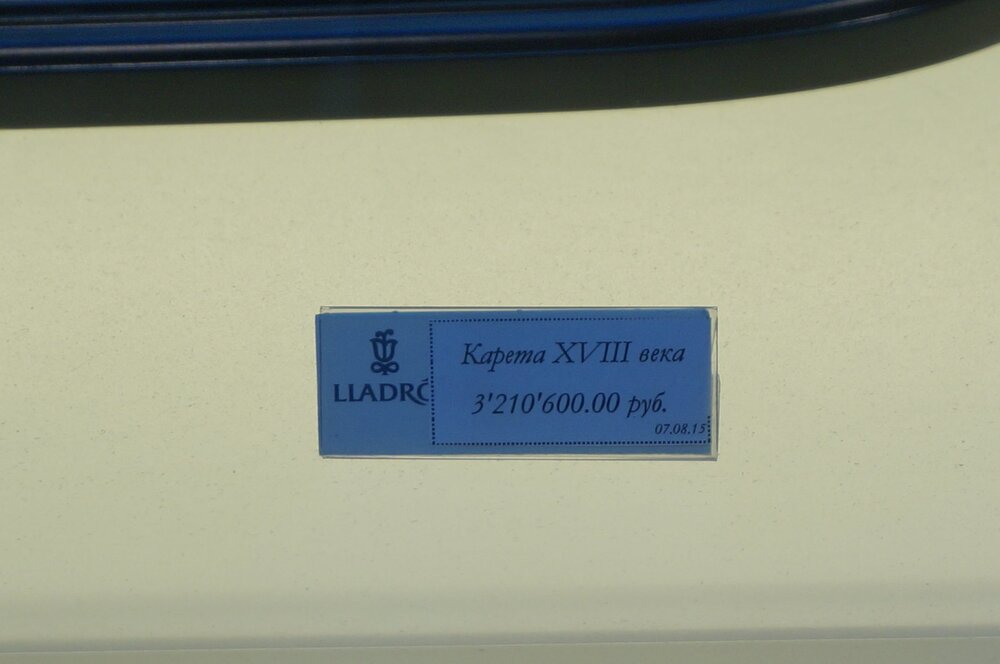 LLADRÓ
Карета XVIII века
3'210'600.00 руб.
07.08.15